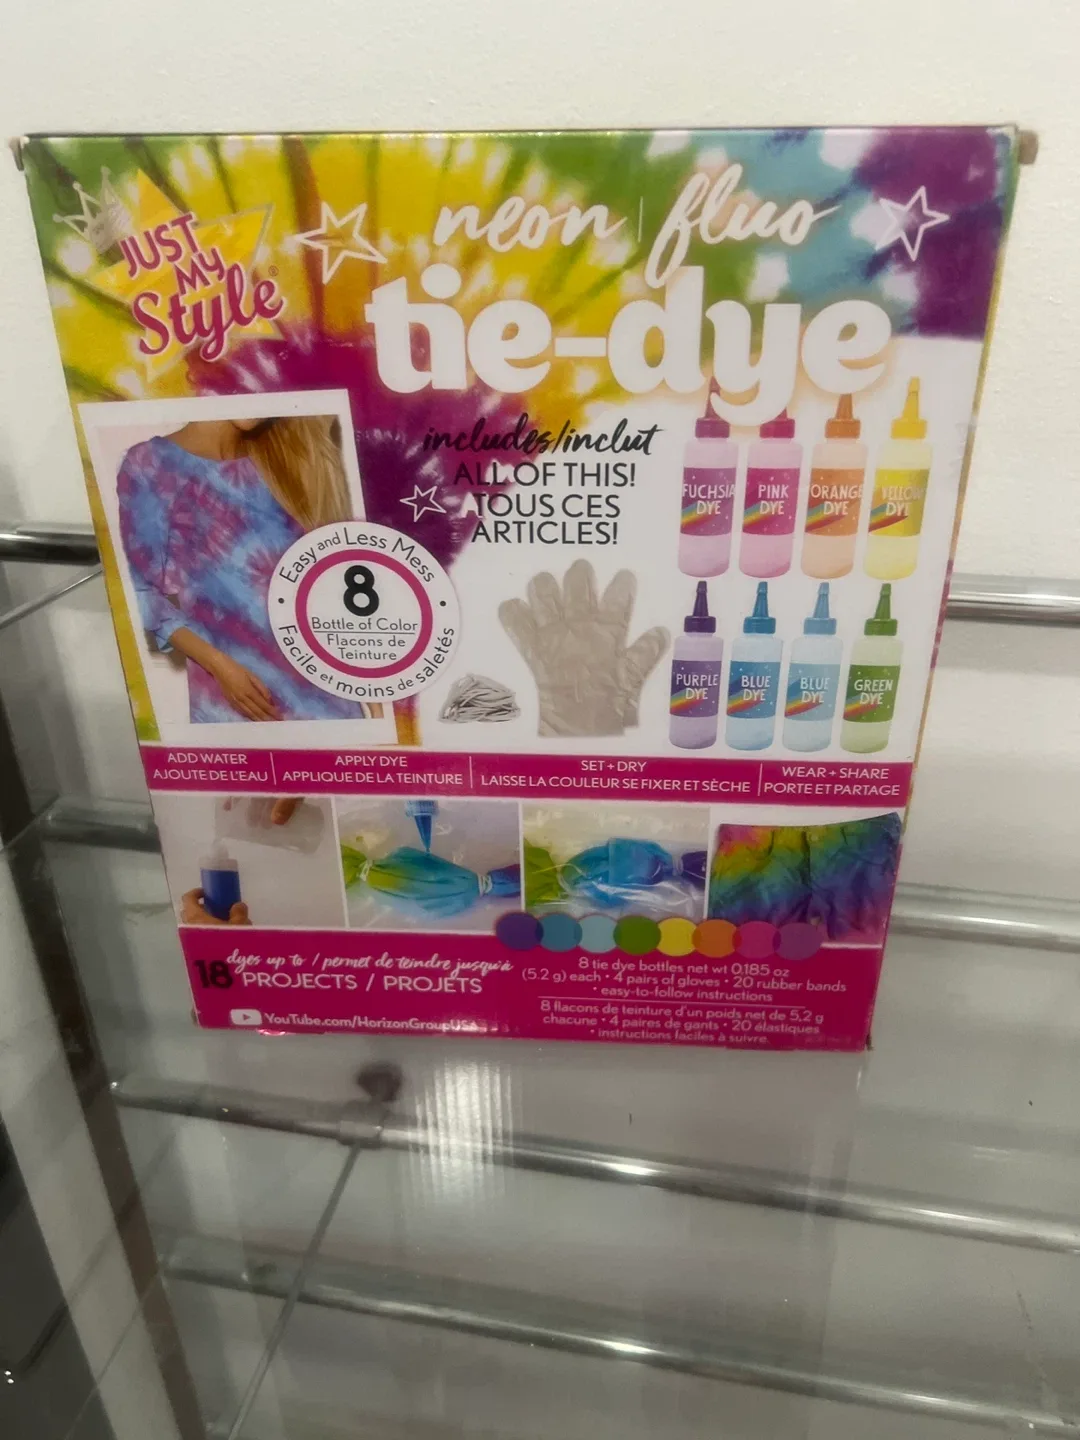 JUST
MY
Style®
neon | fluo
tie-dye
includes/inclut
ALL OF THIS!
TOUS CES
ARTICLES!
Easy and Less Mess
8
Bottle of Color
Flacons de
Teinture
Facile et moins de saletés
FUCHSIA
DYE
PINK
DYE
ORANGE
DYE
YELLOW
DYE
PURPLE
DYE
BLUE
DYE
BLUE
DYE
GREEN
DYE
ADD WATER
AJOUTE DE L'EAU
APPLY DYE
APPLIQUE DE LA TEINTURE
SET + DRY
LAISSE LA COULEUR SE FIXER ET SÈCHE
WEAR + SHARE
PORTE ET PARTAGE
dyes up to / permet de teindre jusqu'à
18 PROJECTS / PROJETS
YouTube.com/HorizonGroupUSA
8 tie dye bottles net wt 0.185 oz
(5.2 g) each • 4 pairs of gloves • 20 rubber bands
• easy-to-follow instructions
8 flacons de teinture d'un poids net de 5,2 g
chacune • 4 paires de gants • 20 élastiques
• instructions faciles à suivre